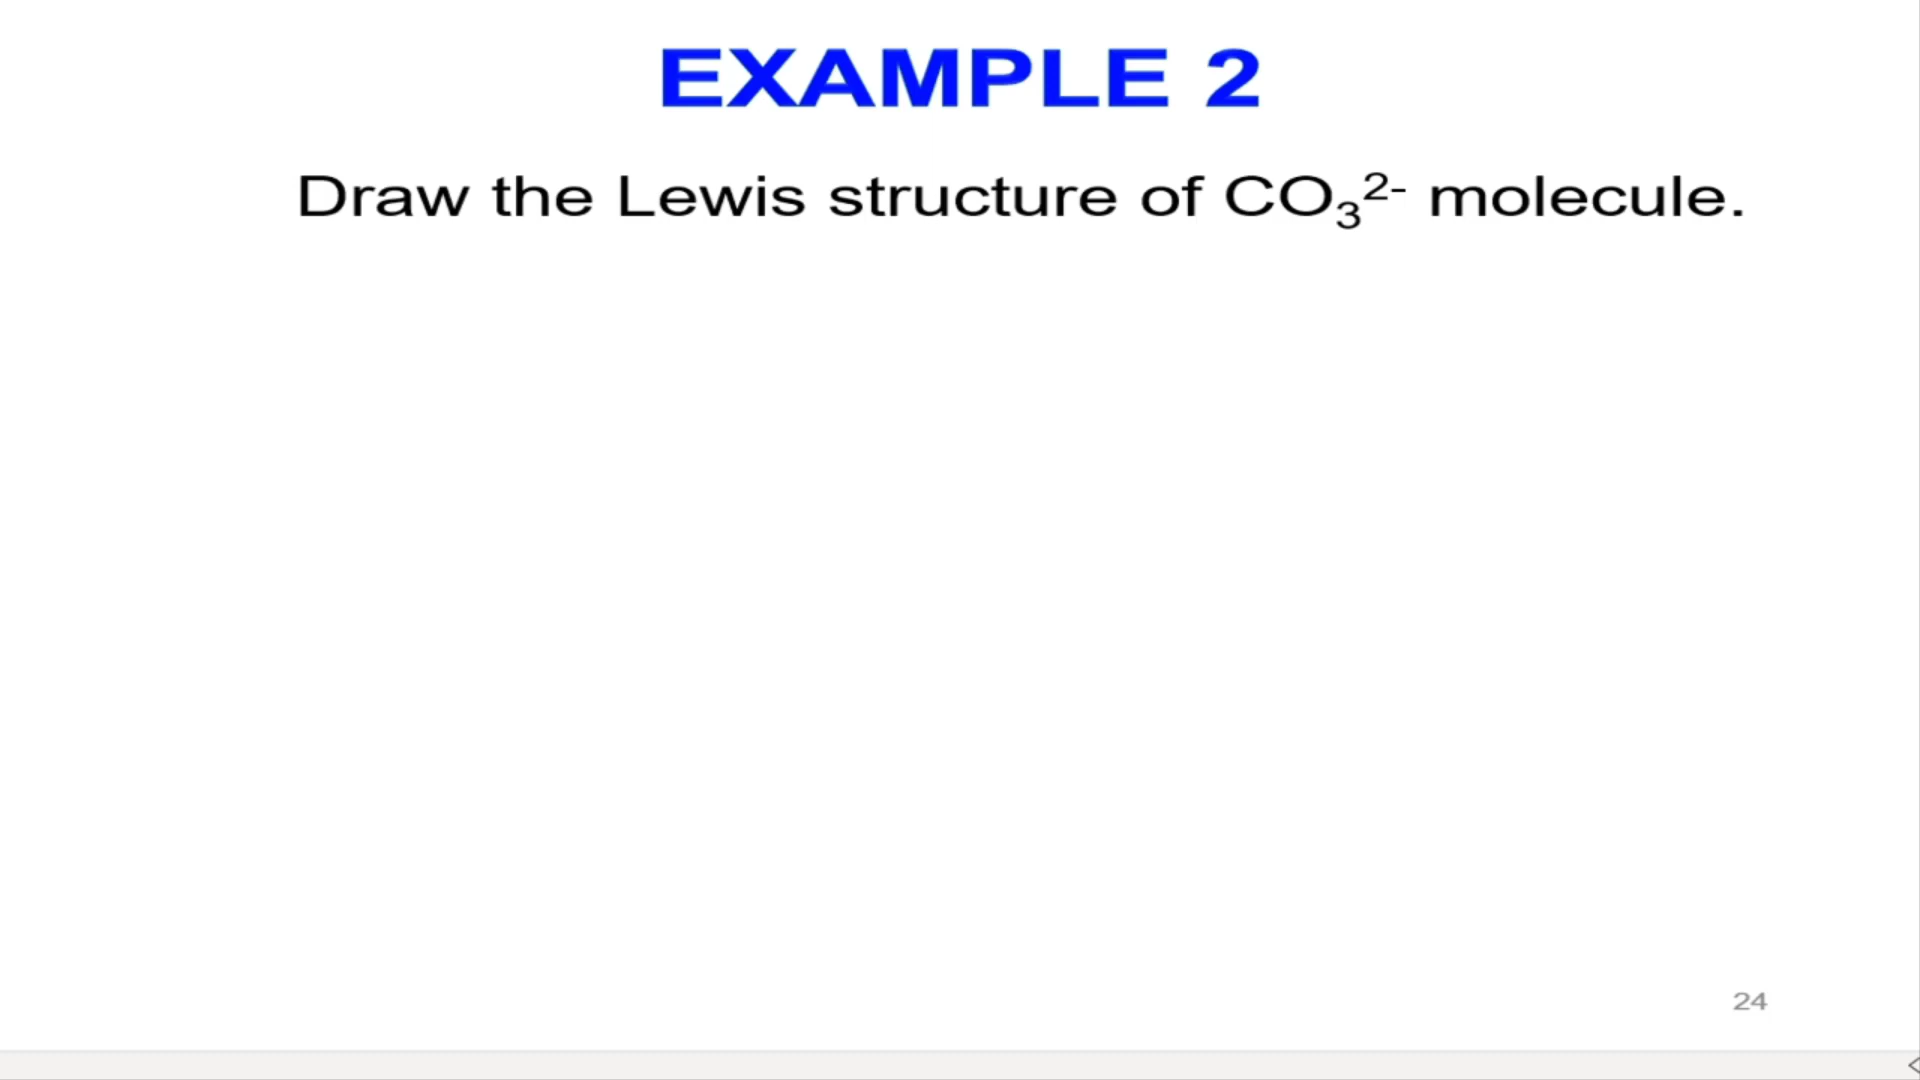 EXAMPLE 2
Draw the Lewis structure of CO₃²⁻ molecule.
24